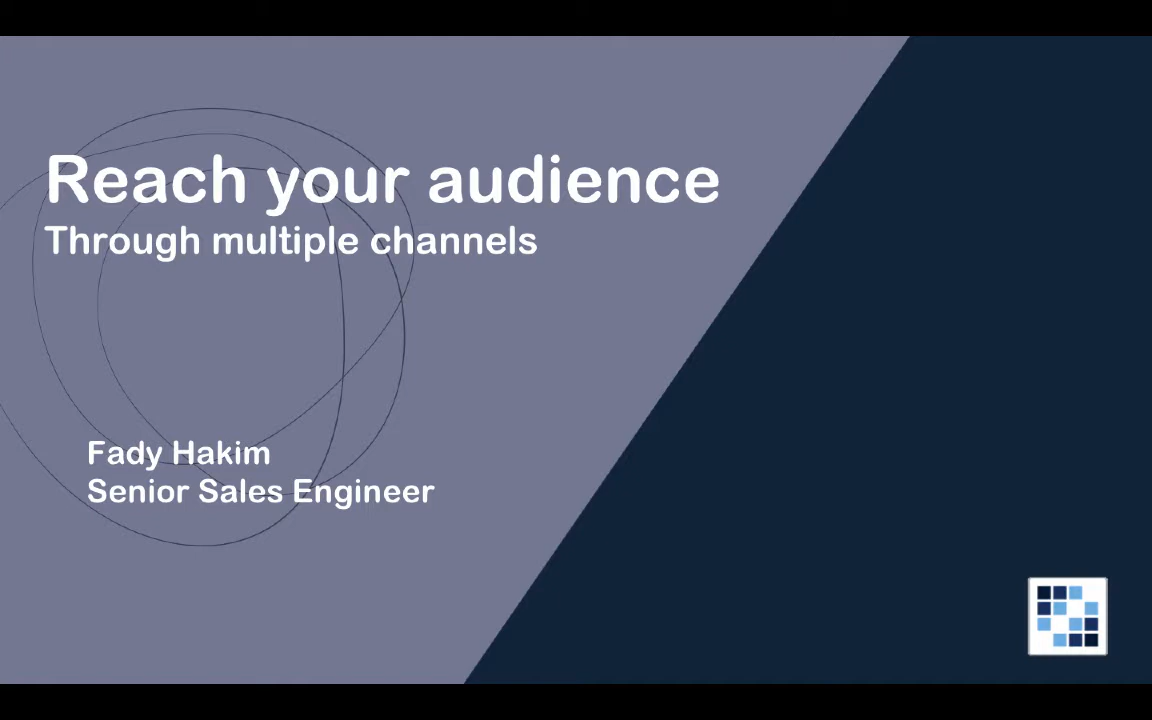 Reach your audience
Through multiple channels
Fady Hakim
Senior Sales Engineer